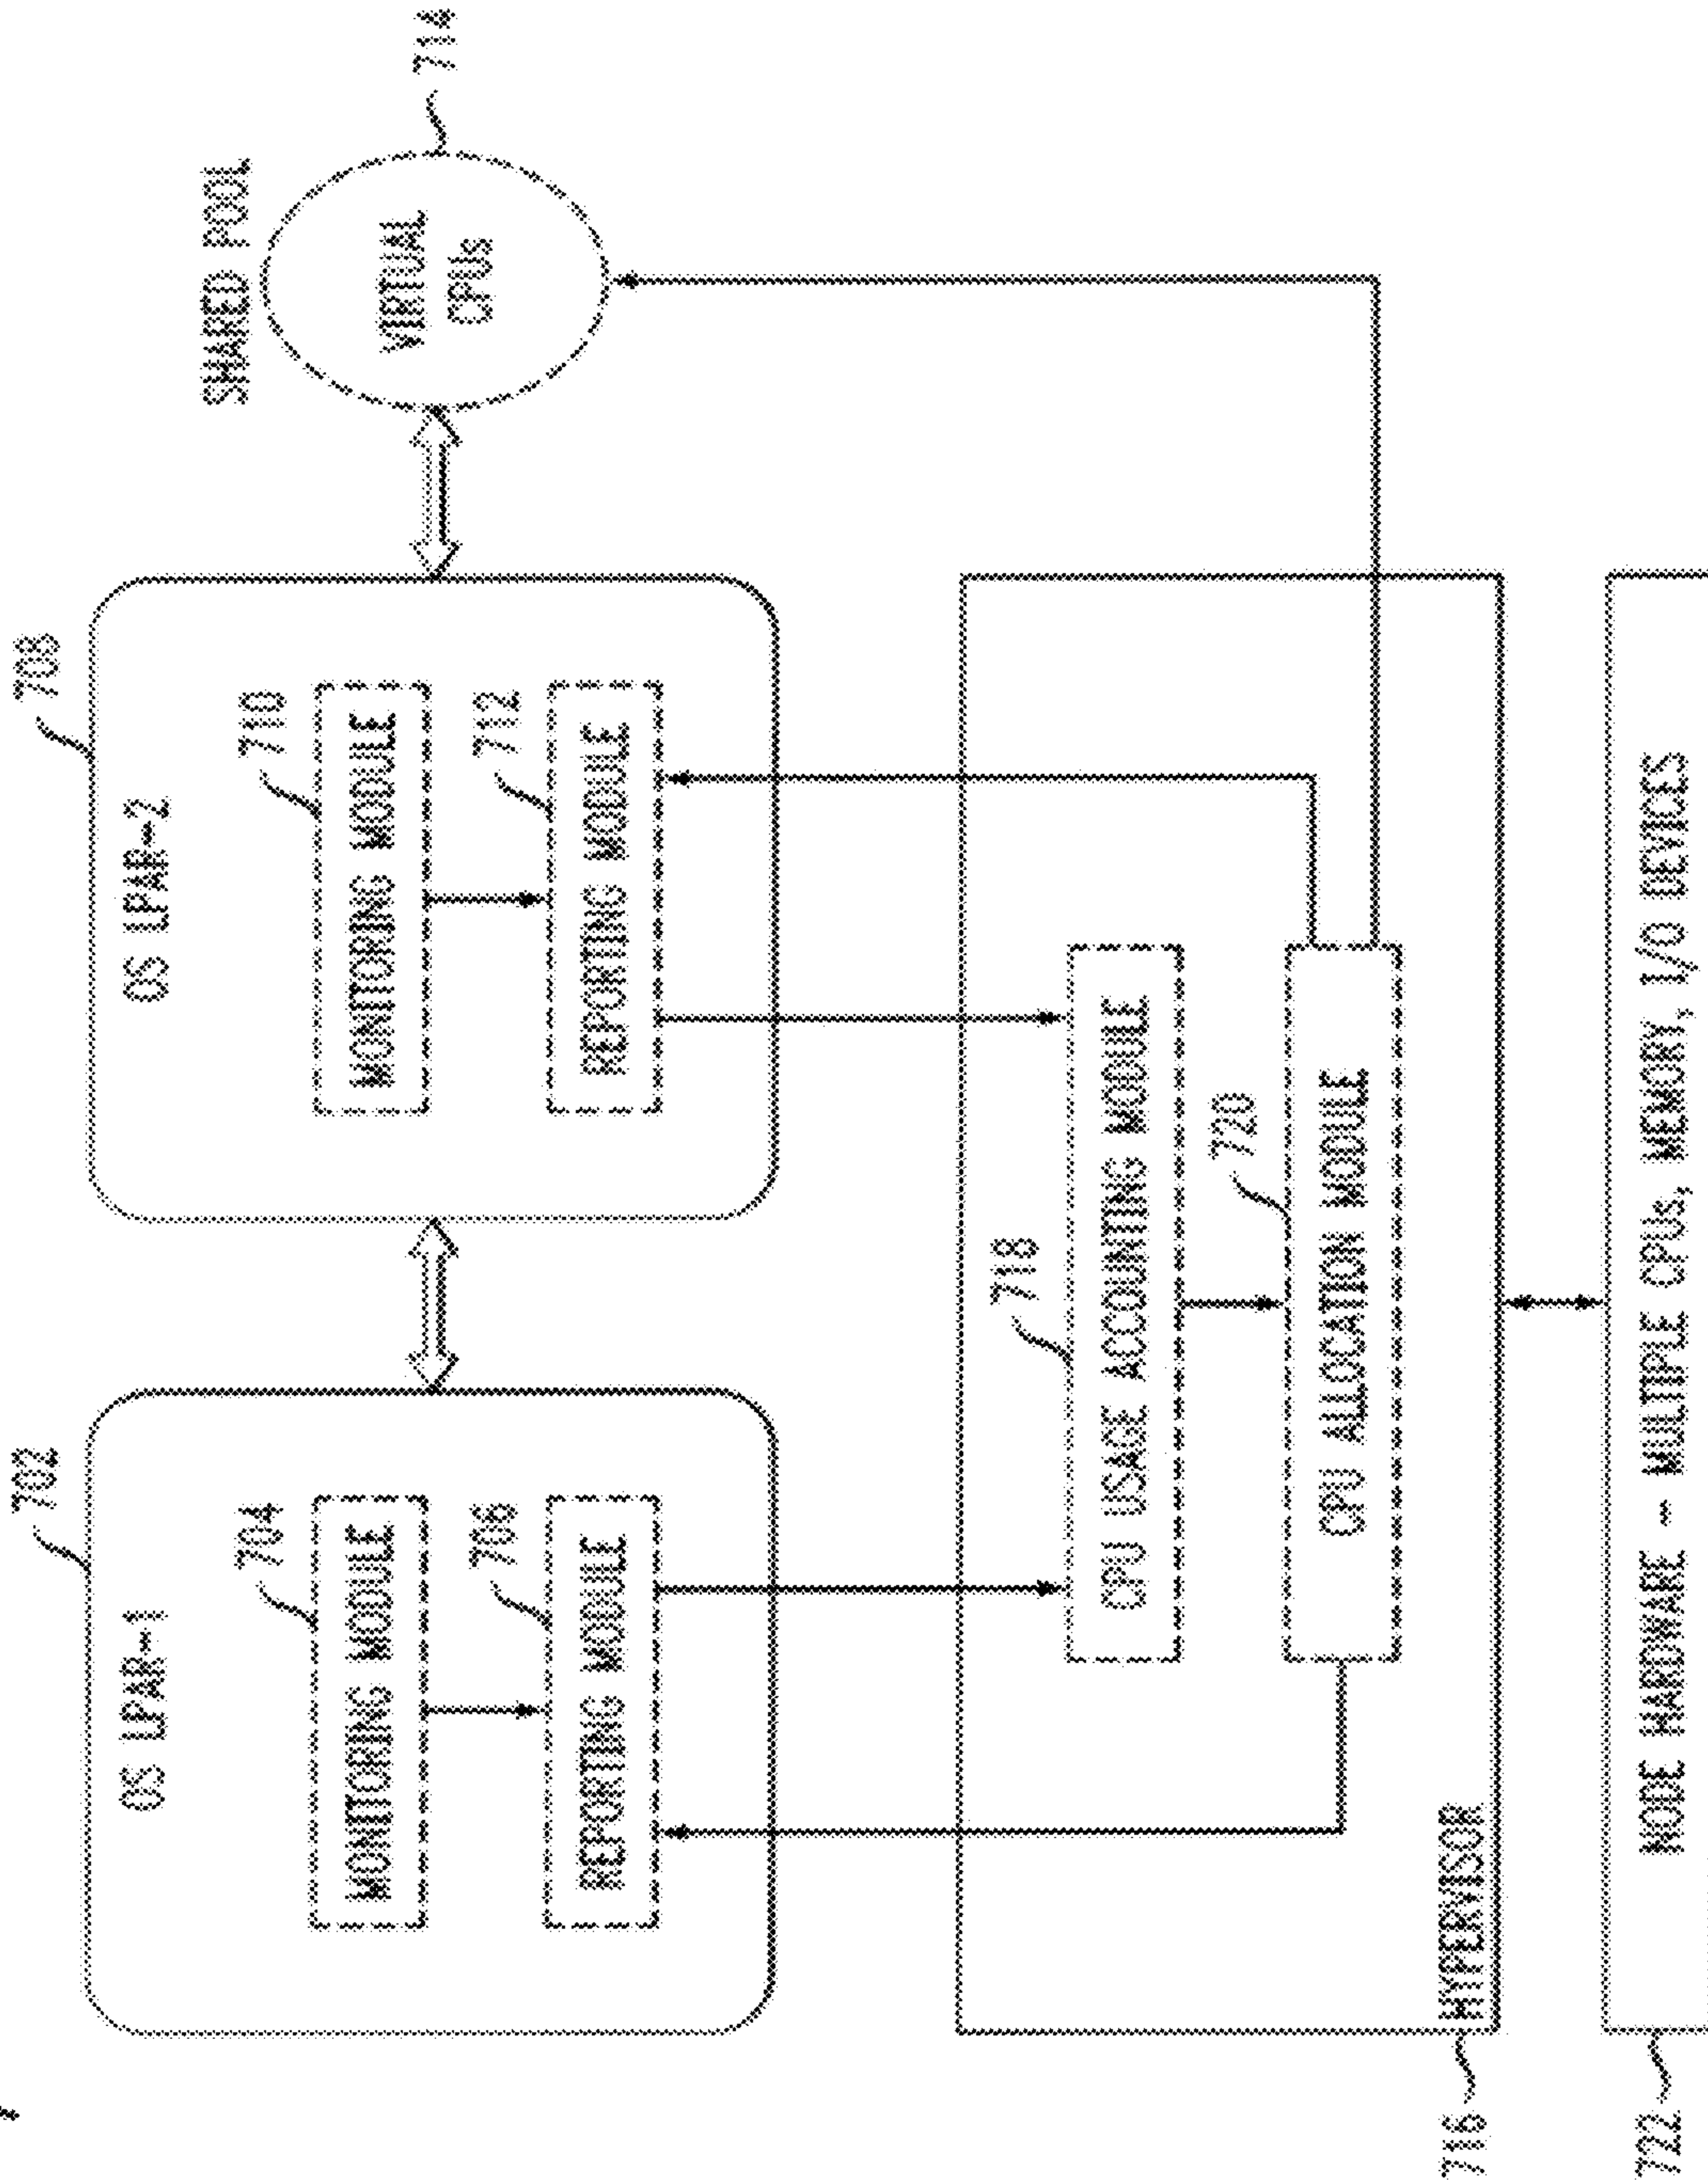 702
OS LPAR-1
704
MONITORING MODULE
706
REPORTING MODULE
708
OS LPAR-2
710
MONITORING MODULE
712
REPORTING MODULE
SHARED POOL
VIRTUAL
CPUs
714
718
CPU USAGE ACCOUNTING MODULE
720
CPU ALLOCATION MODULE
716
HYPERVISOR
722
NODE HARDWARE - MULTIPLE CPUs, MEMORY, I/O DEVICES